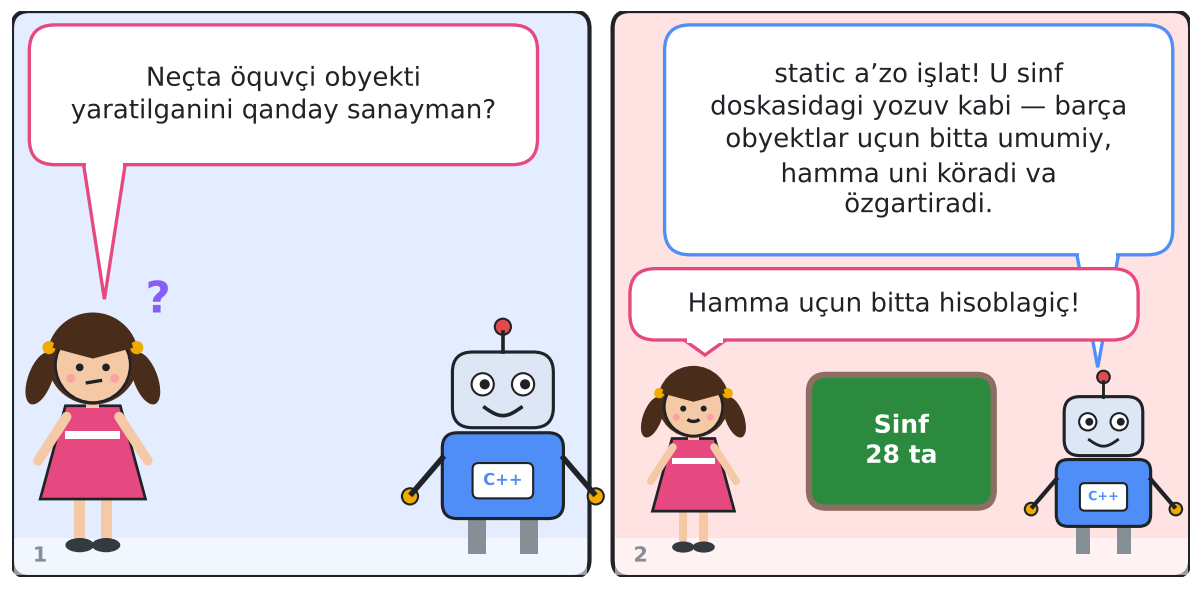 Neçta öquvçi obyekti
yaratilganini qanday sanayman?
?
C++
1
static a’zo işlat! U sinf
doskasidagi yozuv kabi — barça
obyektlar uçun bitta umumiy,
hamma uni köradi va
özgartiradi.
Hamma uçun bitta hisoblagiç!
Sinf
28 ta
C++
2